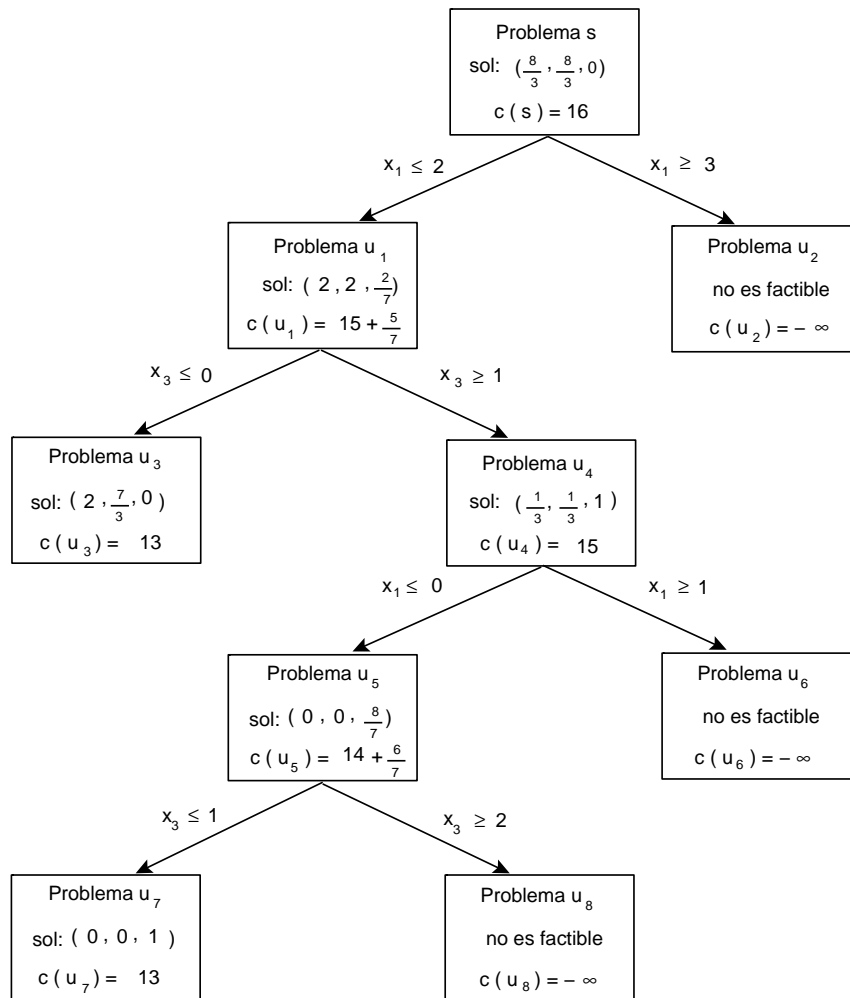 Problema s
sol: ( 8/3 , 8/3 , 0 )
c ( s ) = 16
x₁ ≤ 2
x₁ ≥ 3
Problema u₁
sol: ( 2 , 2 , 2/7 )
c ( u₁ ) = 15 + 5/7
Problema u₂
no es factible
c ( u₂ ) = − ∞
x₃ ≤ 0
x₃ ≥ 1
Problema u₃
sol: ( 2 , 7/3 , 0 )
c ( u₃ ) = 13
Problema u₄
sol: ( 1/3 , 1/3 , 1 )
c ( u₄ ) = 15
x₁ ≤ 0
x₁ ≥ 1
Problema u₅
sol: ( 0 , 0 , 8/7 )
c ( u₅ ) = 14 + 6/7
Problema u₆
no es factible
c ( u₆ ) = − ∞
x₃ ≤ 1
x₃ ≥ 2
Problema u₇
sol: ( 0 , 0 , 1 )
c ( u₇ ) = 13
Problema u₈
no es factible
c ( u₈ ) = − ∞